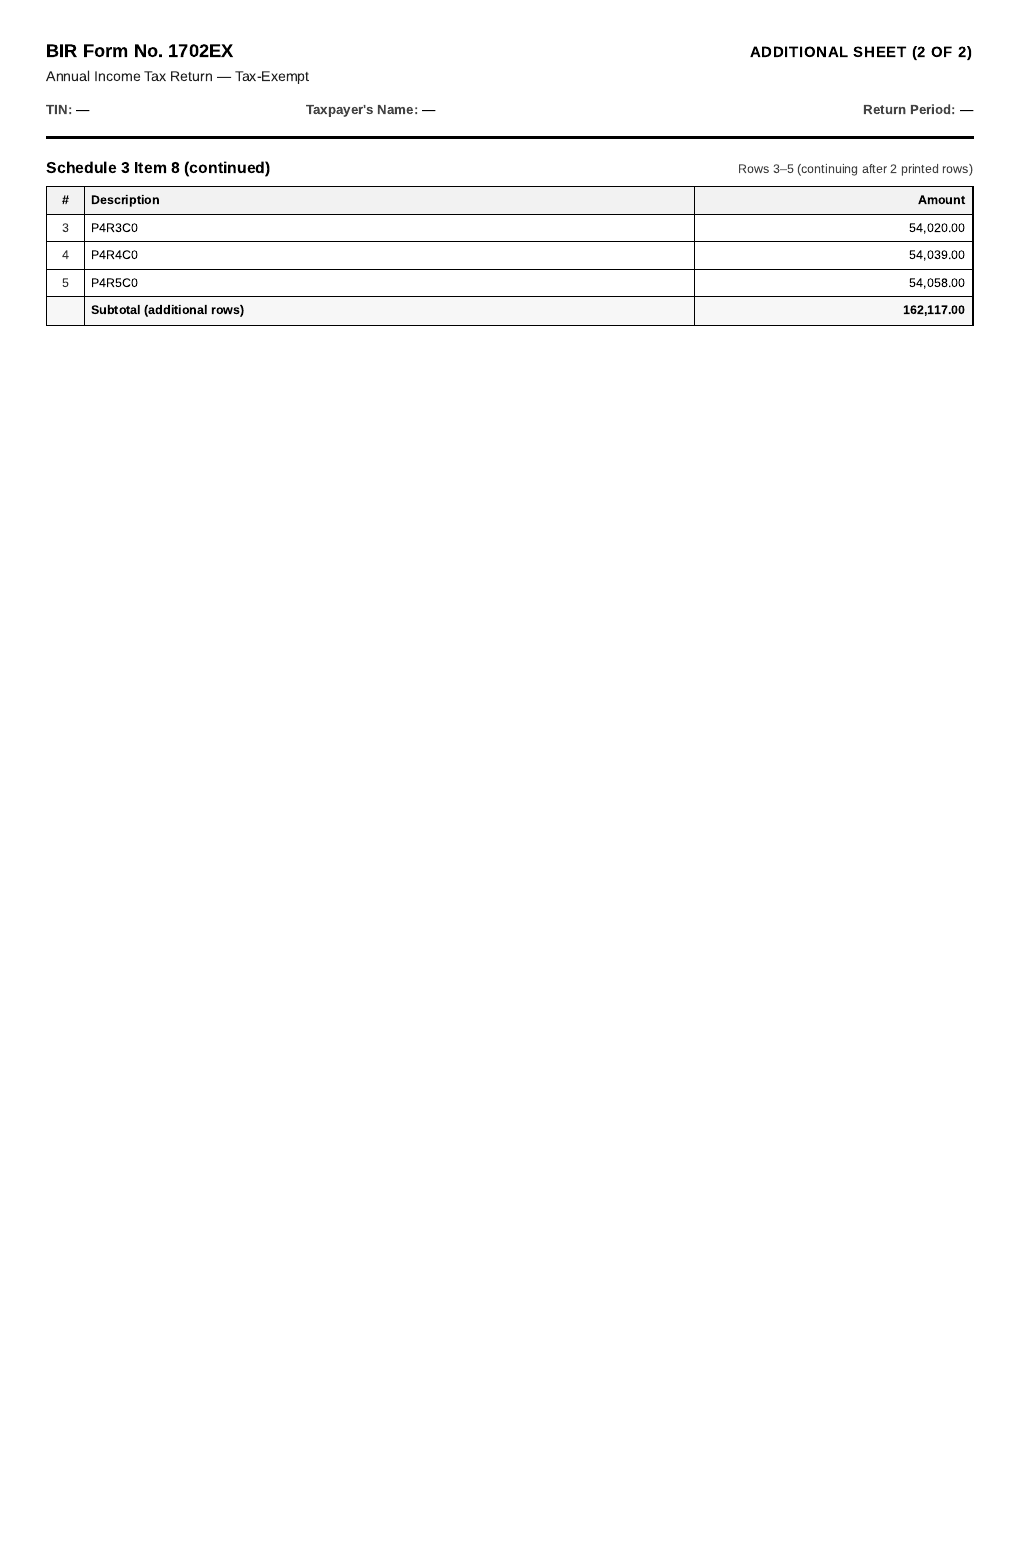 BIR Form No. 1702EX
ADDITIONAL SHEET (2 OF 2)
Annual Income Tax Return — Tax-Exempt
TIN: — Taxpayer's Name: — Return Period: —
Schedule 3 Item 8 (continued)
Rows 3–5 (continuing after 2 printed rows)
# Description Amount
3 P4R3C0 54,020.00
4 P4R4C0 54,039.00
5 P4R5C0 54,058.00
Subtotal (additional rows) 162,117.00